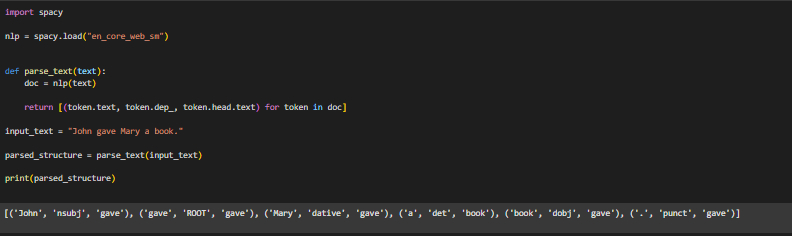 import spacy
nlp = spacy.load("en_core_web_sm")
def parse_text(text):
    doc = nlp(text)
    return [(token.text, token.dep_, token.head.text) for token in doc]
input_text = "John gave Mary a book."
parsed_structure = parse_text(input_text)
print(parsed_structure)
[('John', 'nsubj', 'gave'), ('gave', 'ROOT', 'gave'), ('Mary', 'dative', 'gave'), ('a', 'det', 'book'), ('book', 'dobj', 'gave'), ('.', 'punct', 'gave')]